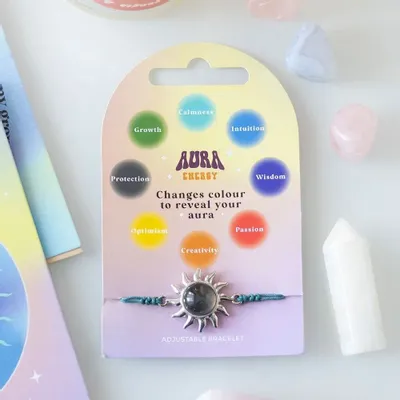 Calmness
Growth
Intuition
AURA
ENERGY
Protection
Wisdom
Changes colour
to reveal your
aura
Optimism
Passion
Creativity
ADJUSTABLE BRACELET